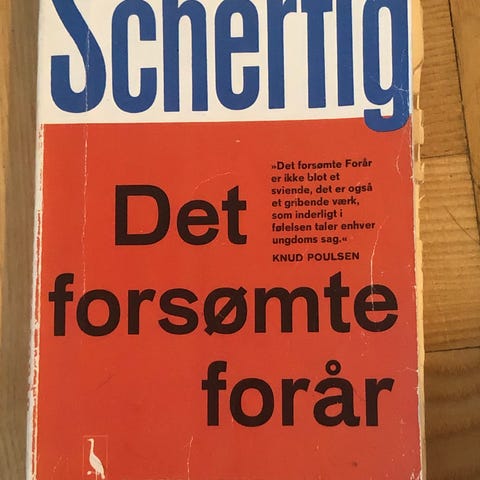 Scherfig
Det
forsømte
forår
»Det forsømte Forår
er ikke blot et
sviende, det er også
et gribende værk,
som inderligt i
følelsen taler enhver
ungdoms sag.«
KNUD POULSEN